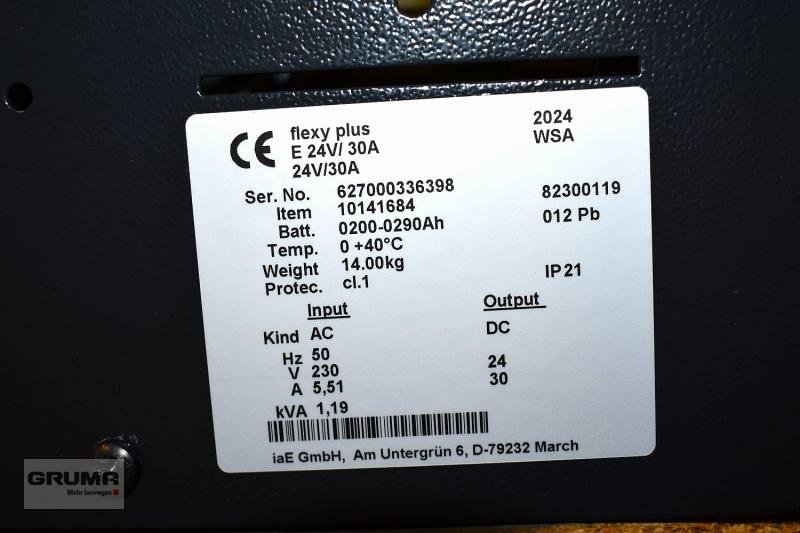 CE flexy plus 2024
E 24V/ 30A WSA
24V/30A
Ser. No. 627000336398 82300119
Item 10141684
Batt. 0200-0290Ah 012 Pb
Temp. 0 +40°C
Weight 14.00kg
Protec. cl.1 IP21
Input Output
Kind AC DC
Hz 50
V 230 24
A 5,51 30
kVA 1,19
iaE GmbH, Am Untergrün 6, D-79232 March
GRUMA
Mehr bewegen